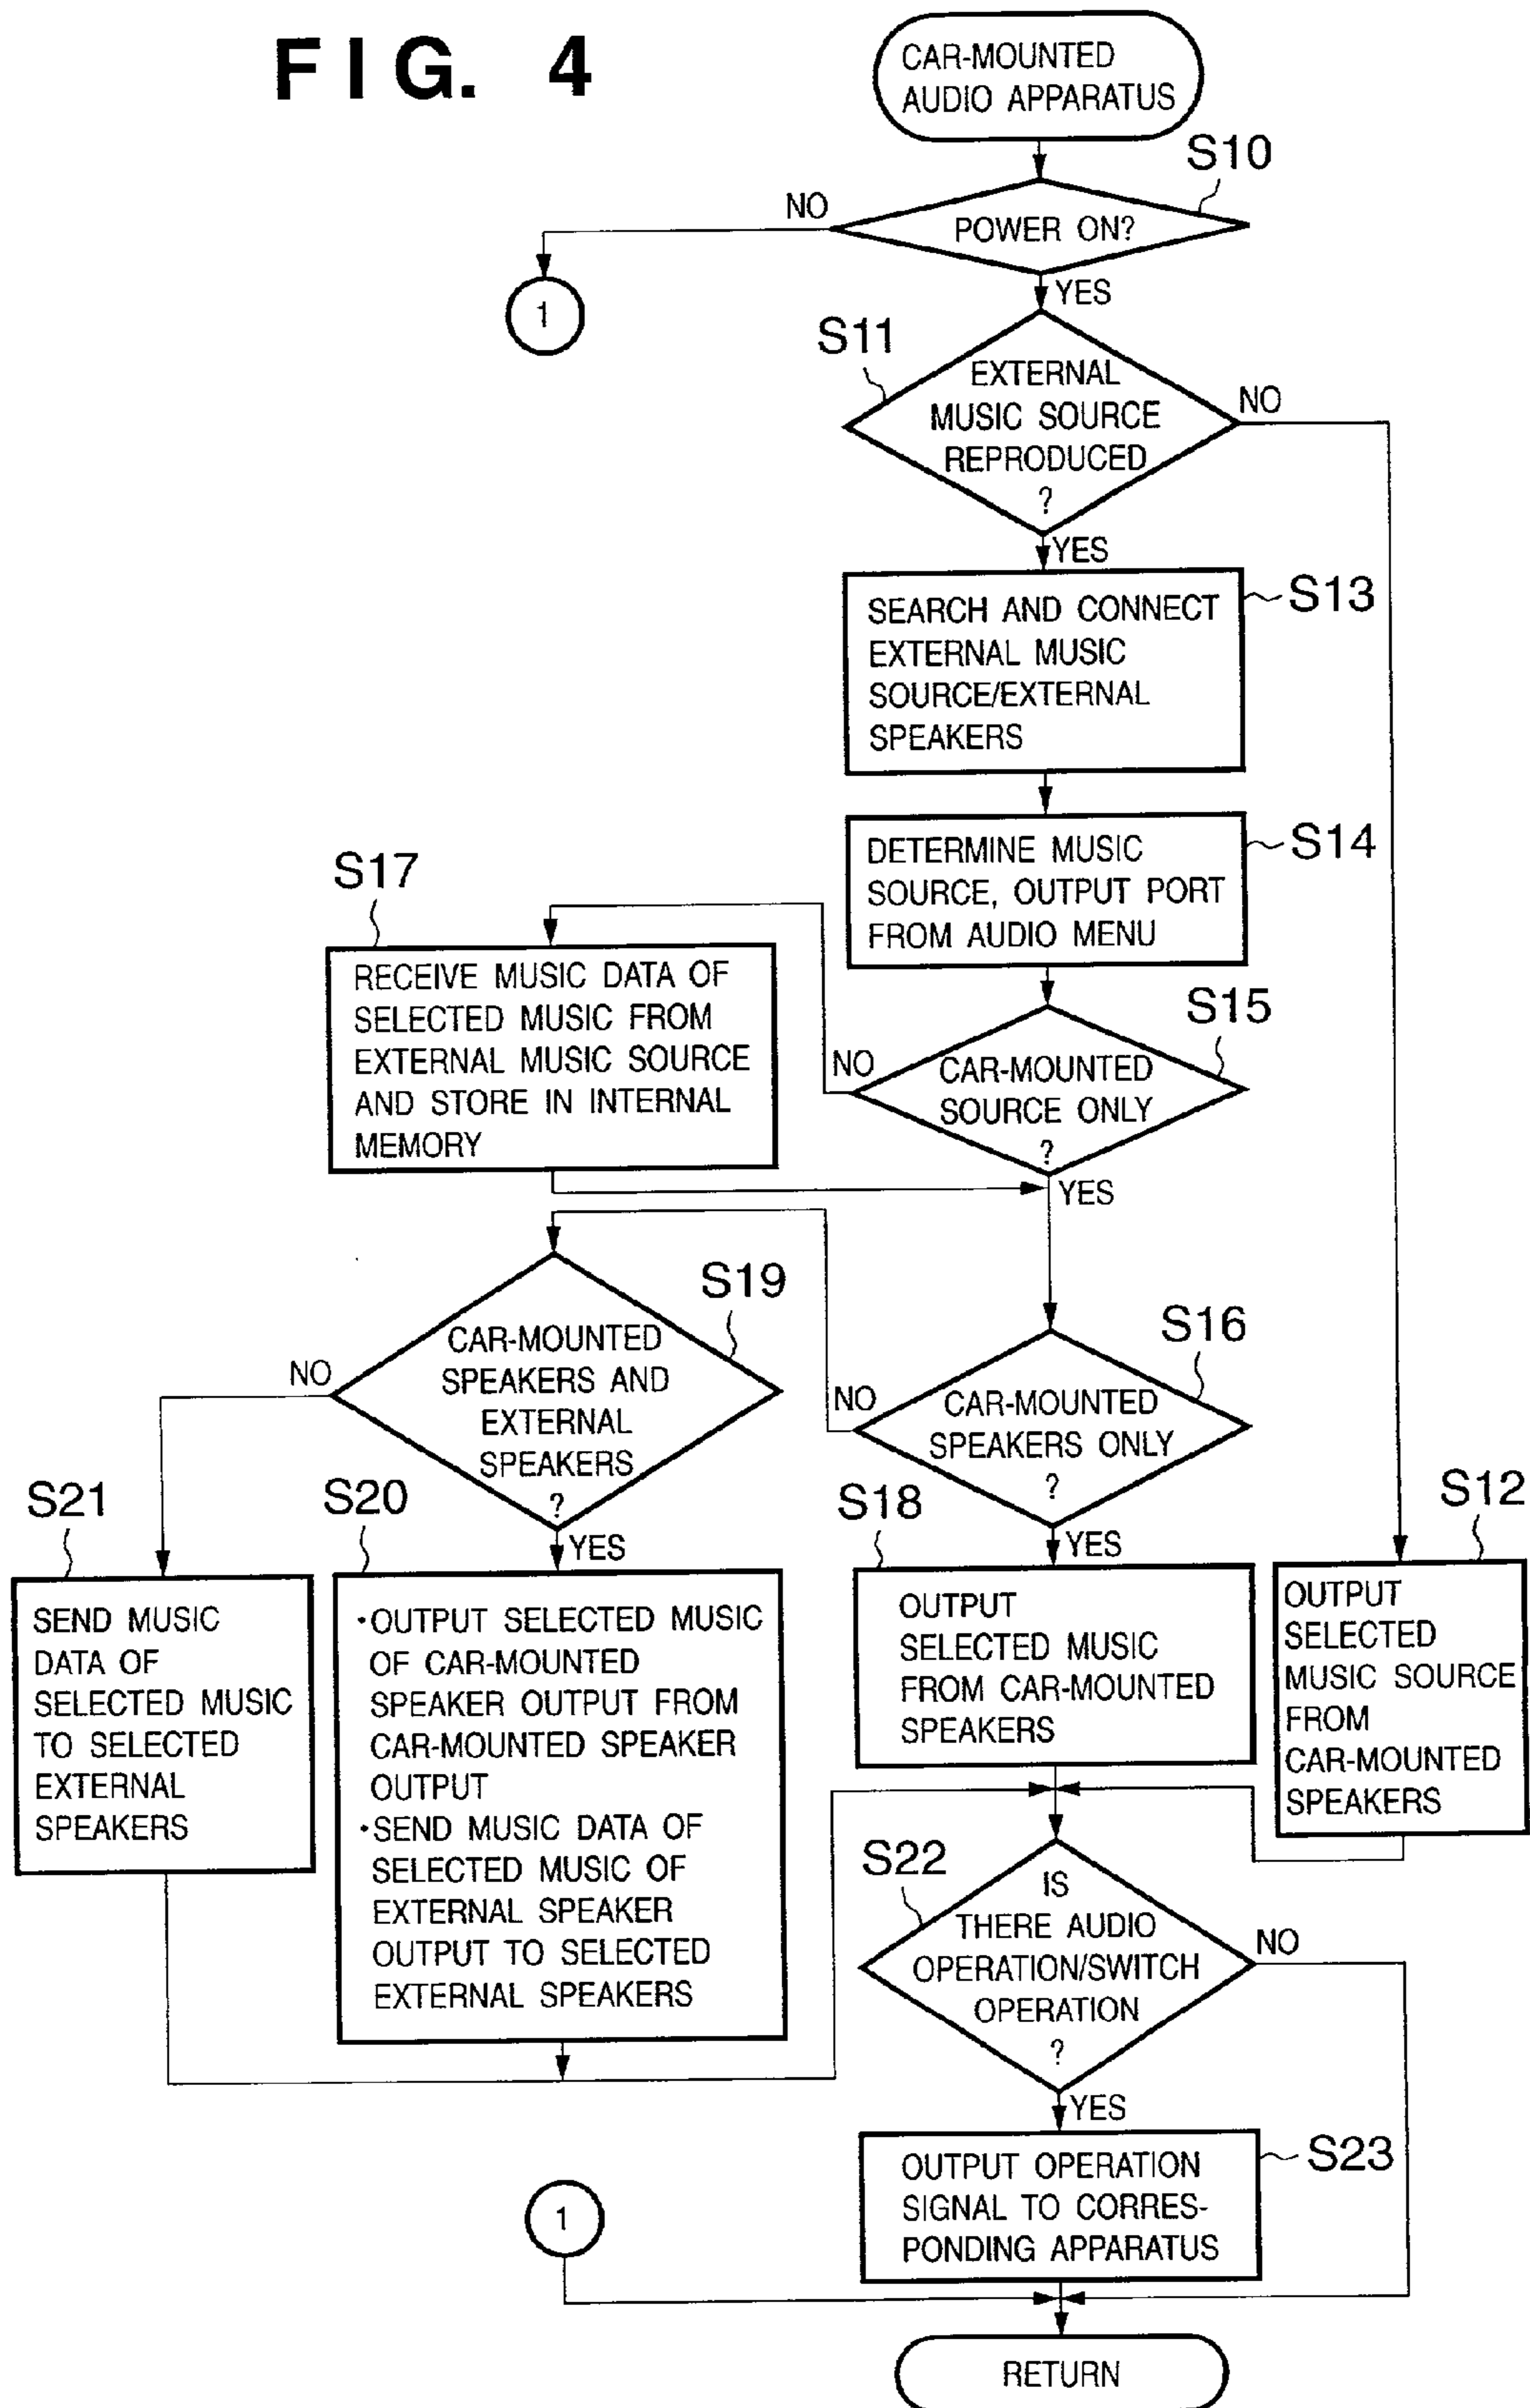 FIG. 4
CAR-MOUNTED
AUDIO APPARATUS
S10
NO
POWER ON?
1
YES
S11
EXTERNAL
MUSIC SOURCE
REPRODUCED
?
NO
YES
S13
SEARCH AND CONNECT
EXTERNAL MUSIC
SOURCE/EXTERNAL
SPEAKERS
S14
DETERMINE MUSIC
SOURCE, OUTPUT PORT
FROM AUDIO MENU
S17
RECEIVE MUSIC DATA OF
SELECTED MUSIC FROM
EXTERNAL MUSIC SOURCE
AND STORE IN INTERNAL
MEMORY
S15
NO
CAR-MOUNTED
SOURCE ONLY
?
YES
S19
CAR-MOUNTED
SPEAKERS AND
EXTERNAL
SPEAKERS
?
NO
YES
S16
NO
CAR-MOUNTED
SPEAKERS ONLY
?
YES
S21
SEND MUSIC
DATA OF
SELECTED MUSIC
TO SELECTED
EXTERNAL
SPEAKERS
S20
•OUTPUT SELECTED MUSIC
OF CAR-MOUNTED
SPEAKER OUTPUT FROM
CAR-MOUNTED SPEAKER
OUTPUT
•SEND MUSIC DATA OF
SELECTED MUSIC OF
EXTERNAL SPEAKER
OUTPUT TO SELECTED
EXTERNAL SPEAKERS
S18
OUTPUT
SELECTED MUSIC
FROM CAR-MOUNTED
SPEAKERS
S12
OUTPUT
SELECTED
MUSIC SOURCE
FROM
CAR-MOUNTED
SPEAKERS
S22
IS
THERE AUDIO
OPERATION/SWITCH
OPERATION
?
NO
YES
S23
OUTPUT OPERATION
SIGNAL TO CORRES-
PONDING APPARATUS
1
RETURN